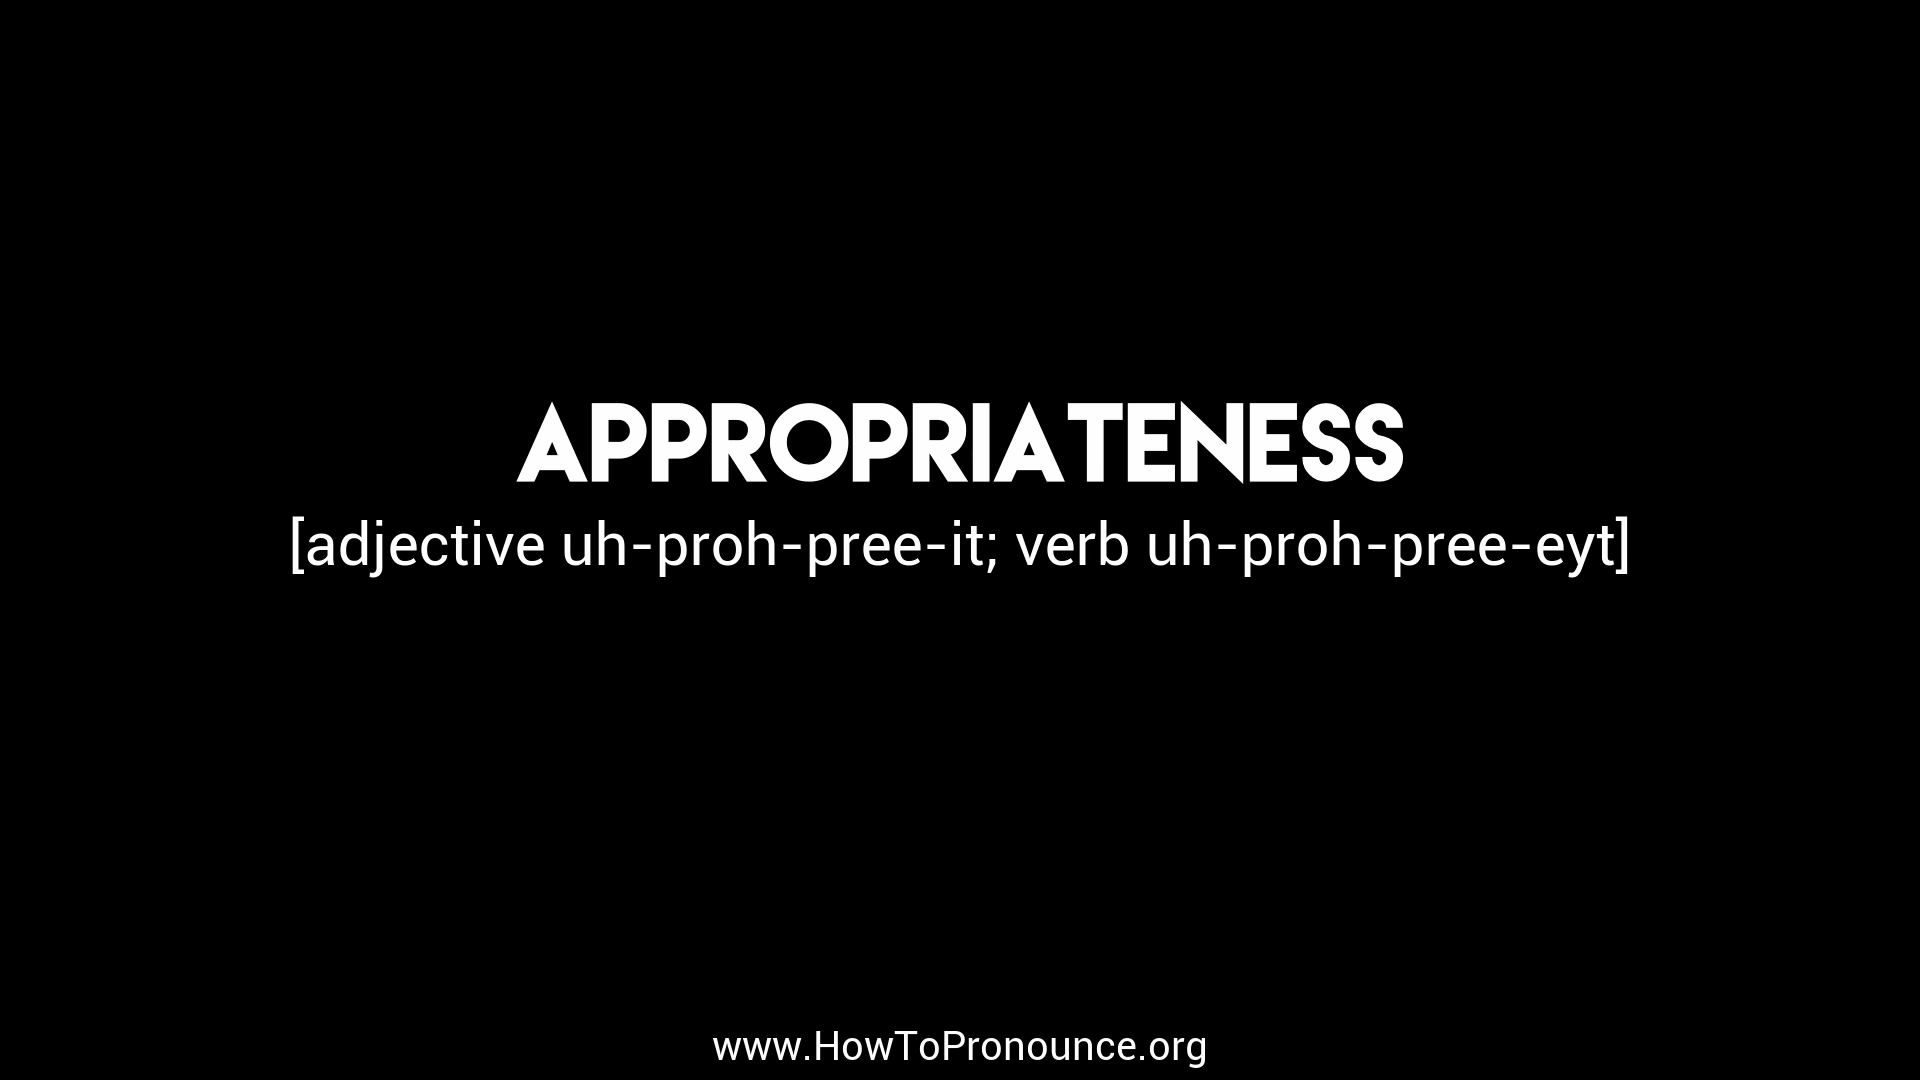 APPROPRIATENESS
[adjective uh-proh-pree-it; verb uh-proh-pree-eyt]
www.HowToPronounce.org